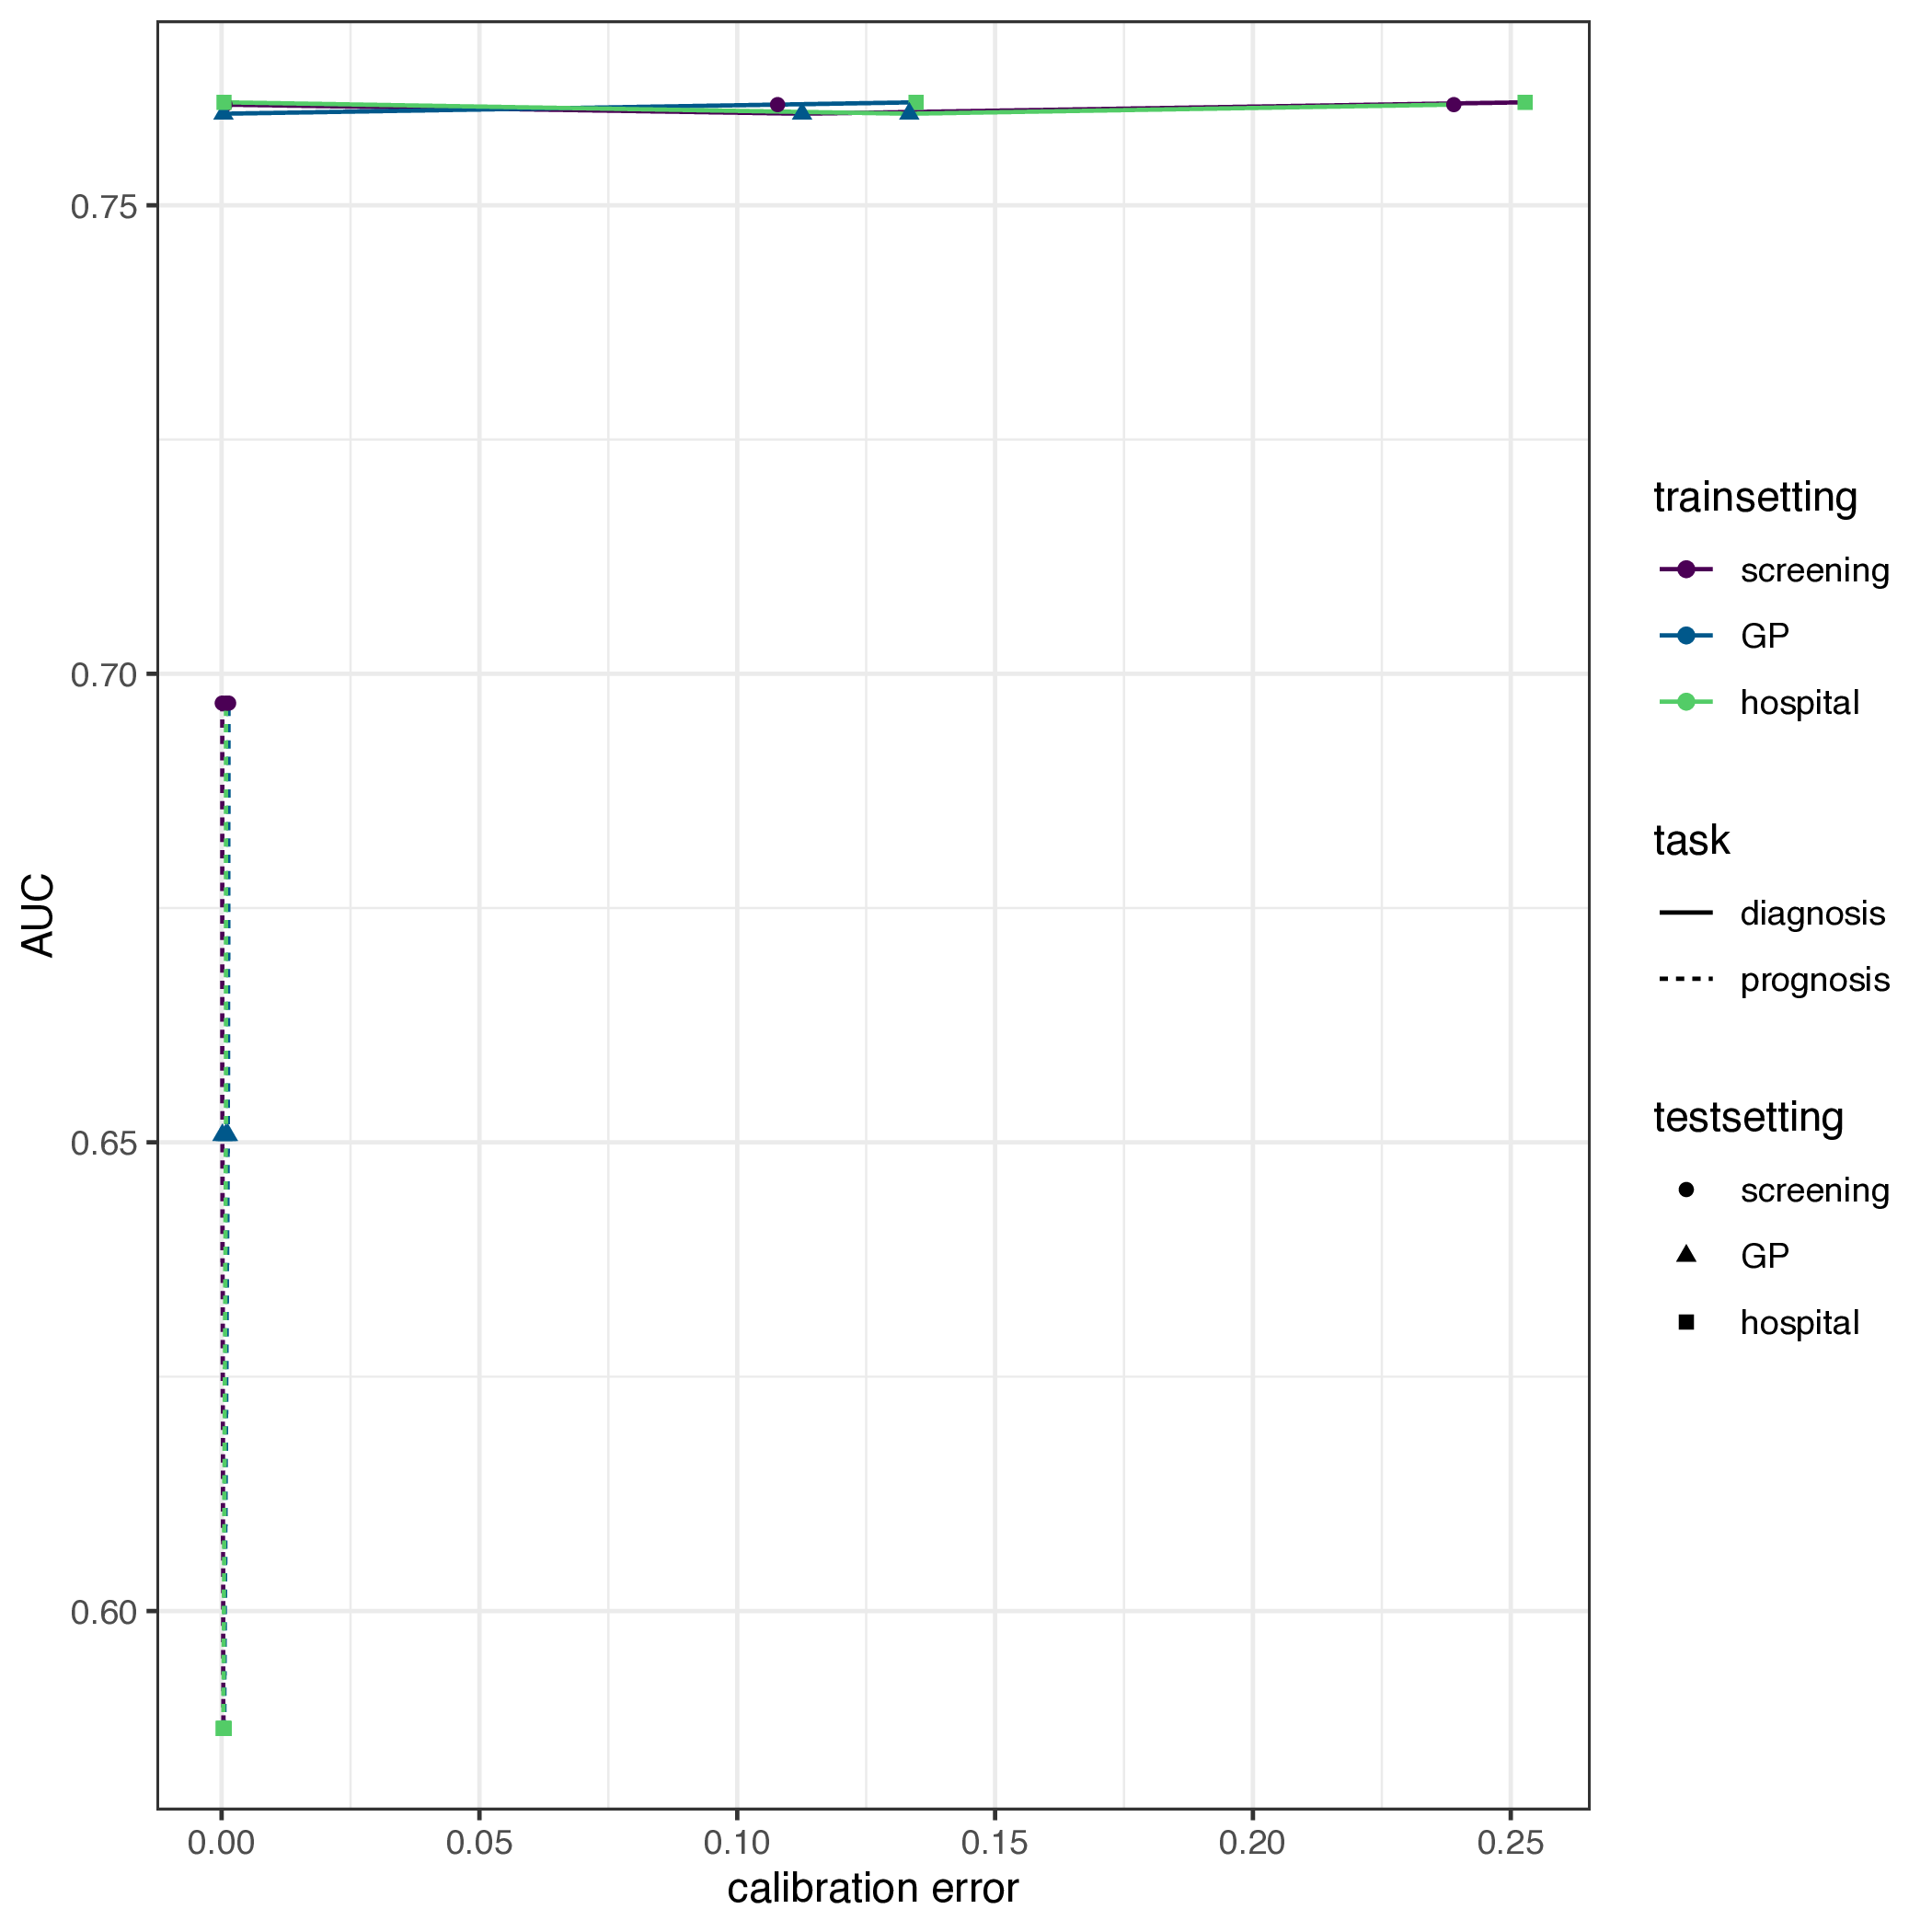 0.75
0.70
0.65
0.60
AUC
0.00
0.05
0.10
0.15
0.20
0.25
calibration error
trainsetting
screening
GP
hospital
task
diagnosis
prognosis
testsetting
screening
GP
hospital